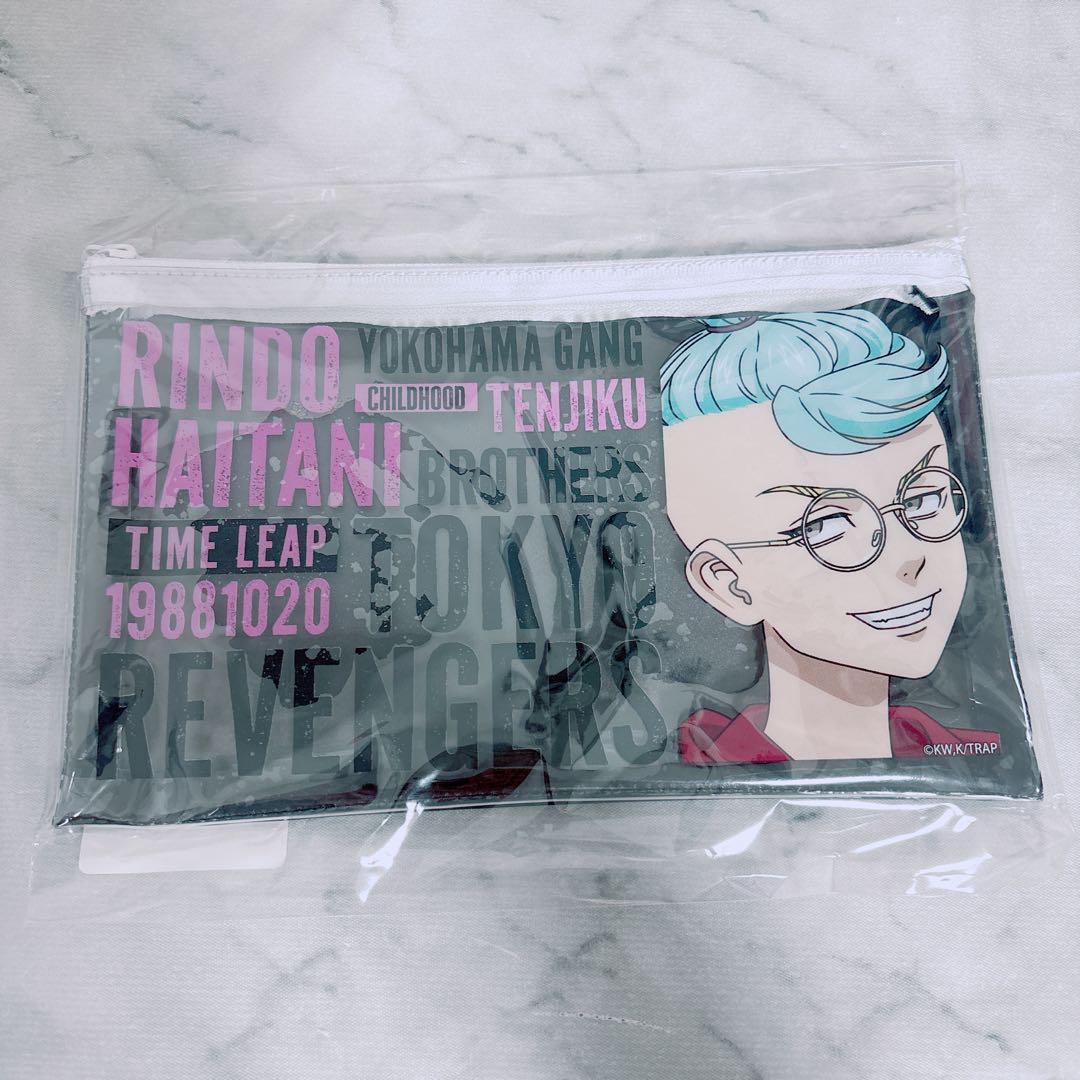 RINDO
HAITANI
TIME LEAP
19881020
YOKOHAMA GANG
CHILDHOOD TENJIKU
BROTHERS
TOKYO
REVENGERS
©KW,K/TRAP